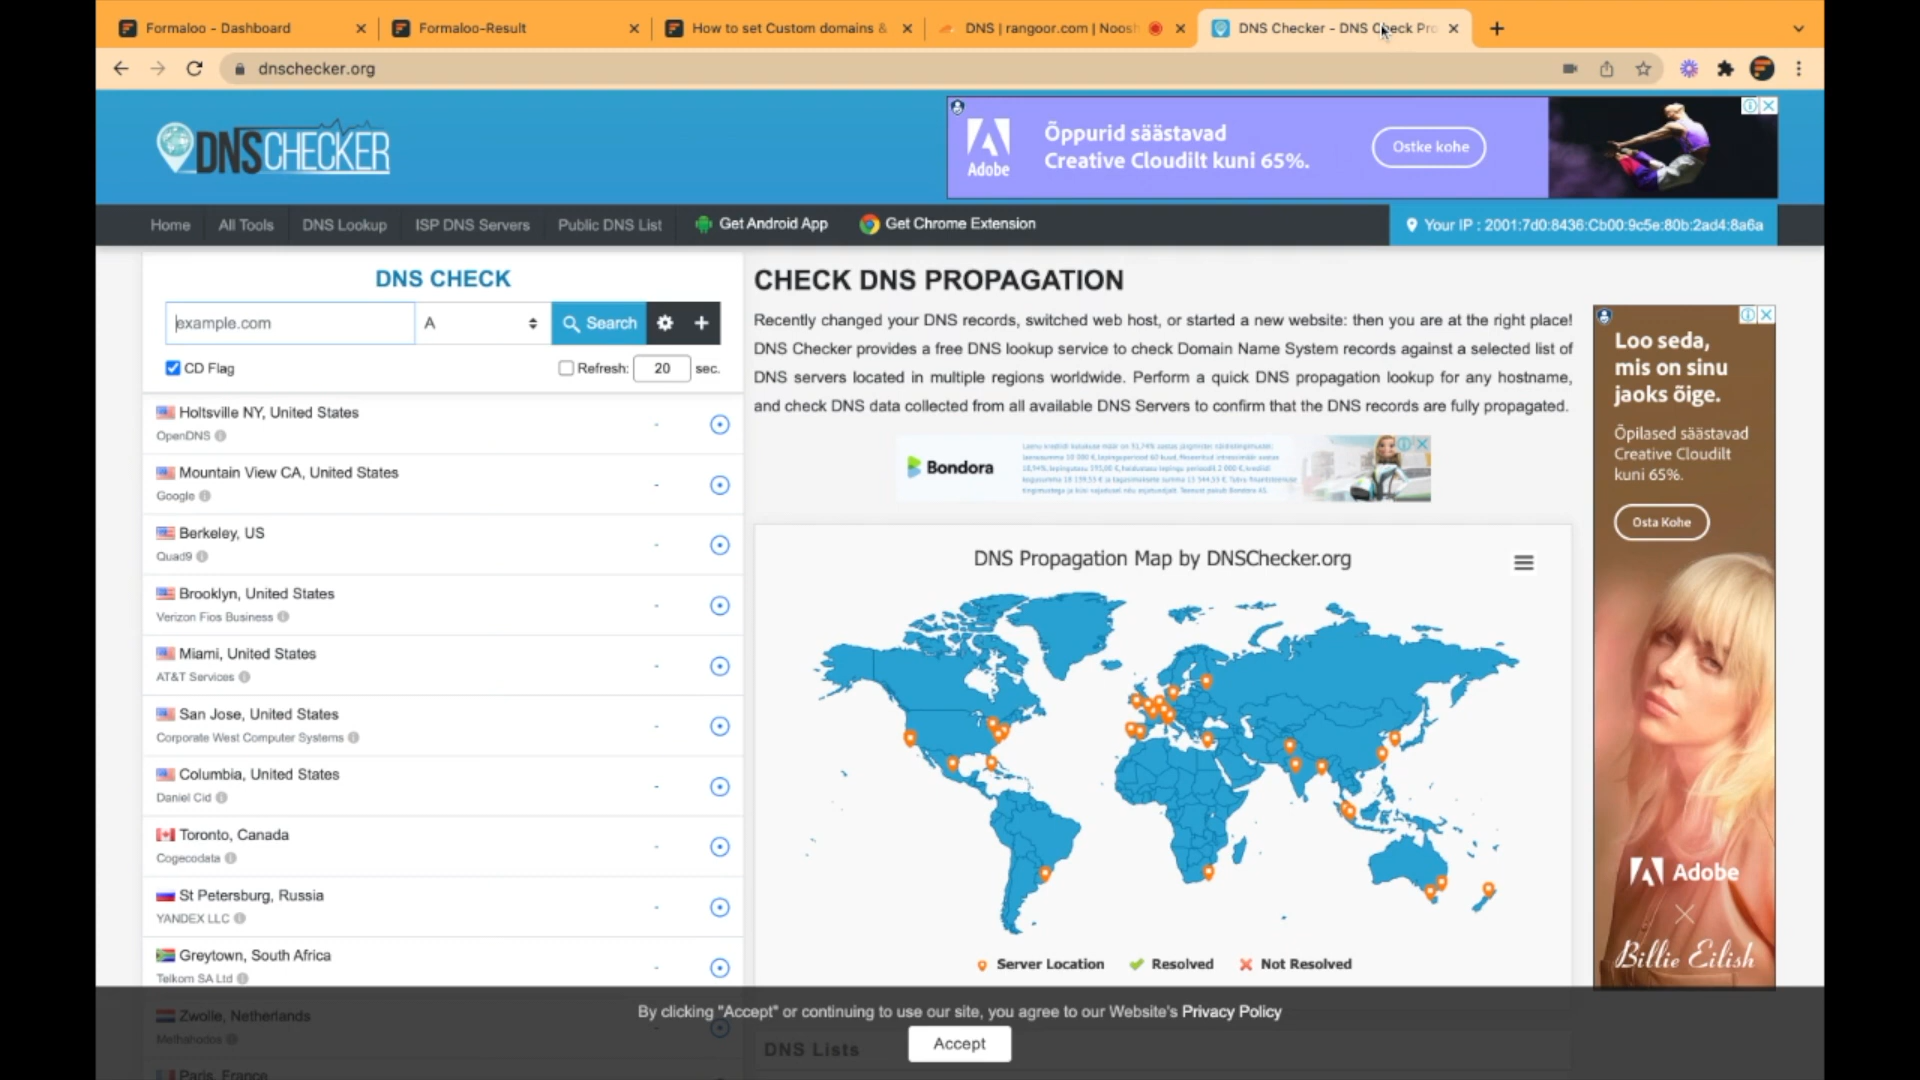 Formaloo - Dashboard
Formaloo-Result
How to set Custom domains &
DNS | rangoor.com | Noosh
DNS Checker - DNS Check Pro
dnschecker.org
DNSCHECKER
Adobe
Õppurid säästavad
Creative Cloudilt kuni 65%.
Ostke kohe
Home
All Tools
DNS Lookup
ISP DNS Servers
Public DNS List
Get Android App
Get Chrome Extension
Your IP : 2001:7d0:8436:Cb00:9c5e:80b:2ad4:8a6a
DNS CHECK
example.com
A
Search
CD Flag
Refresh: 20 sec.
Holtsville NY, United States
OpenDNS
-
Mountain View CA, United States
Google
-
Berkeley, US
Quad9
-
Brooklyn, United States
Verizon Fios Business
-
Miami, United States
AT&T Services
-
San Jose, United States
Corporate West Computer Systems
-
Columbia, United States
Daniel Cid
-
Toronto, Canada
Cogecodata
-
St Petersburg, Russia
YANDEX LLC
-
Greytown, South Africa
Telkom SA Ltd
-
Zwolle, Netherlands
Melhahodos
-
Paris, France
CHECK DNS PROPAGATION
Recently changed your DNS records, switched web host, or started a new website: then you are at the right place!
DNS Checker provides a free DNS lookup service to check Domain Name System records against a selected list of
DNS servers located in multiple regions worldwide. Perform a quick DNS propagation lookup for any hostname,
and check DNS data collected from all available DNS Servers to confirm that the DNS records are fully propagated.
Bondora
DNS Propagation Map by DNSChecker.org
Server Location
Resolved
Not Resolved
DNS Lists
Loo seda,
mis on sinu
jaoks õige.
Õpilased säästavad
Creative Cloudilt
kuni 65%.
Osta Kohe
Adobe
Billie Eilish
By clicking "Accept" or continuing to use our site, you agree to our Website's Privacy Policy
Accept